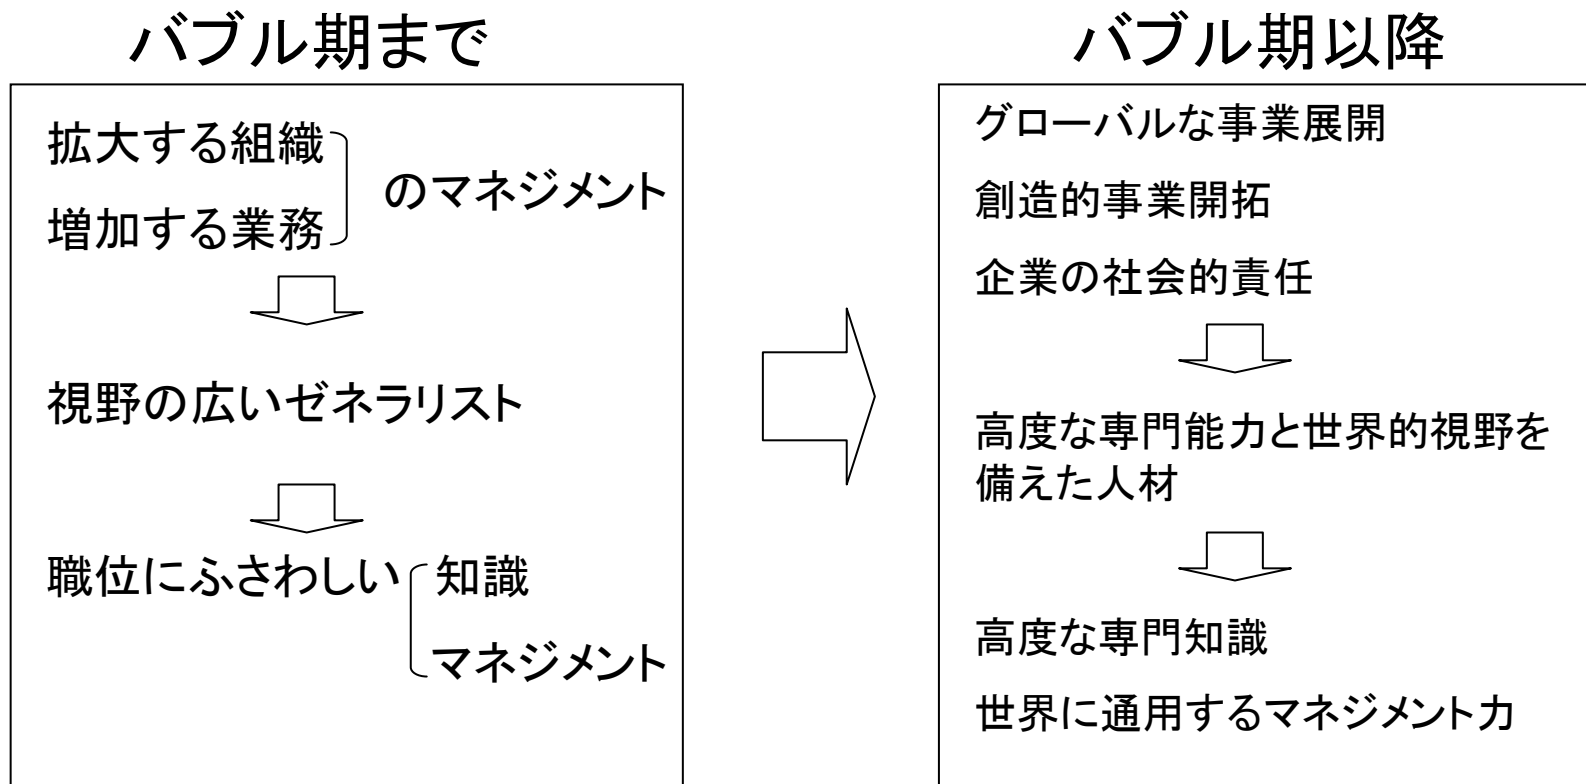 バブル期まで
拡大する組織
増加する業務
のマネジメント
視野の広いゼネラリスト
職位にふさわしい
知識
マネジメント
バブル期以降
グローバルな事業展開
創造的事業開拓
企業の社会的責任
高度な専門能力と世界的視野を
備えた人材
高度な専門知識
世界に通用するマネジメント力